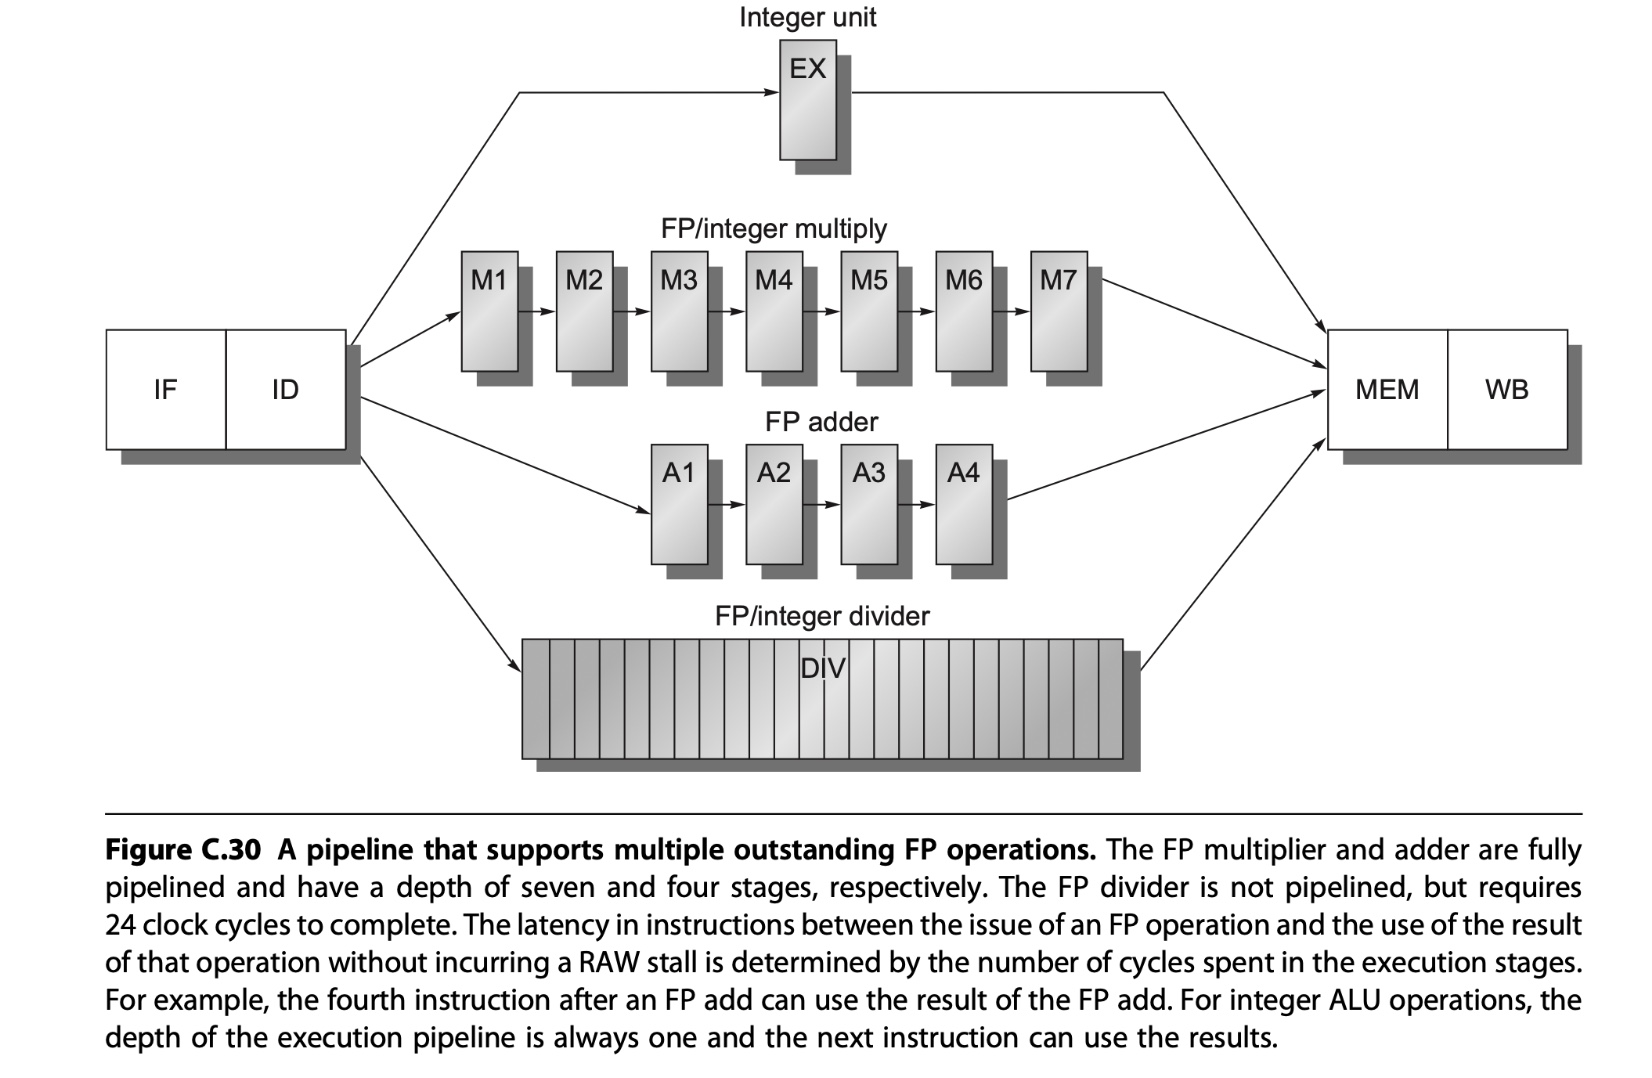 Integer unit
EX
FP/integer multiply
M1 M2 M3 M4 M5 M6 M7
IF ID
MEM WB
FP adder
A1 A2 A3 A4
FP/integer divider
DIV
Figure C.30 A pipeline that supports multiple outstanding FP operations. The FP multiplier and adder are fully
pipelined and have a depth of seven and four stages, respectively. The FP divider is not pipelined, but requires
24 clock cycles to complete. The latency in instructions between the issue of an FP operation and the use of the result
of that operation without incurring a RAW stall is determined by the number of cycles spent in the execution stages.
For example, the fourth instruction after an FP add can use the result of the FP add. For integer ALU operations, the
depth of the execution pipeline is always one and the next instruction can use the results.